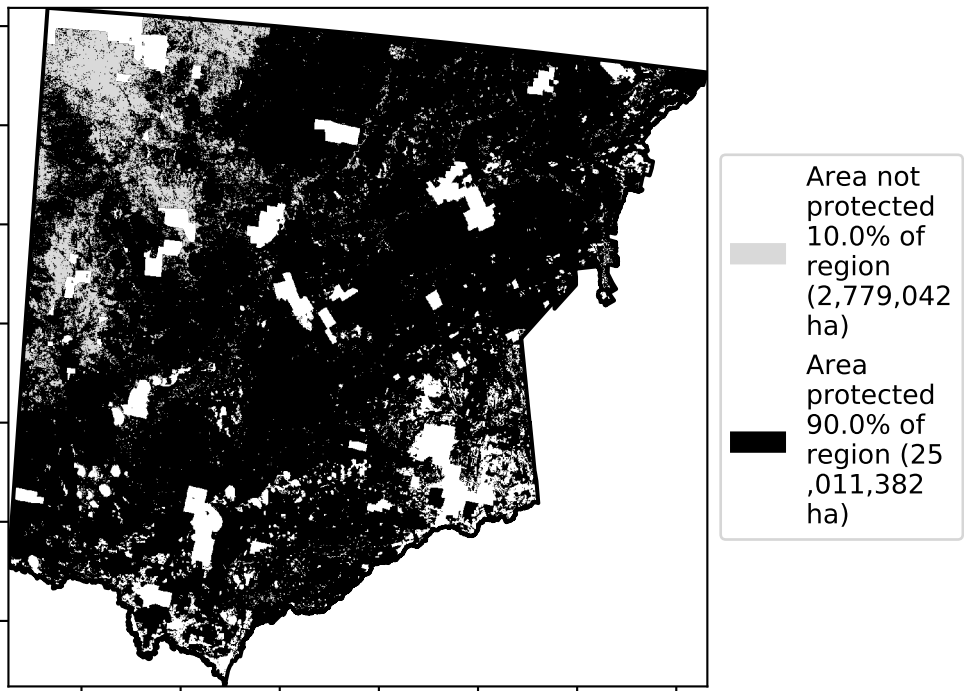 Area not
protected
10.0% of
region
(2,779,042
ha)
Area
protected
90.0% of
region (25
,011,382
ha)